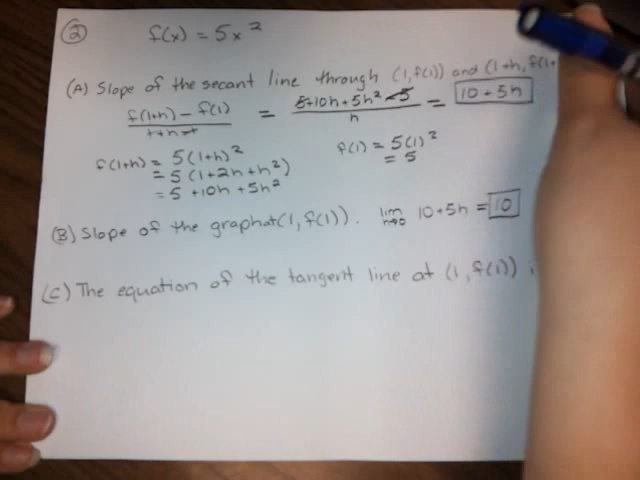 ② f(x) = 5x²
(A) Slope of the secant line through (1, f(1)) and (1+h, f(1+
f(1+h) - f(1) / 1+h-1 = 5+10h+5h²-5 / h = 10+5h
f(1+h) = 5(1+h)²
= 5(1+2h+h²)
= 5+10h+5h²
f(1) = 5(1)²
= 5
(B) Slope of the graph at (1, f(1)). lim h→0 10+5h = 10
(C) The equation of the tangent line at (1, f(1))